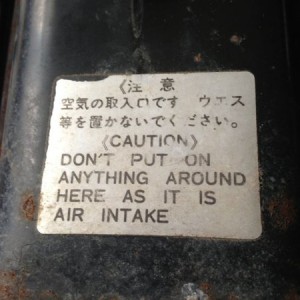 〈注 意
空気の取入口です ウエス
等を置かないでください。
〈CAUTION〉
DON'T PUT ON
ANYTHING AROUND
HERE AS IT IS
AIR INTAKE